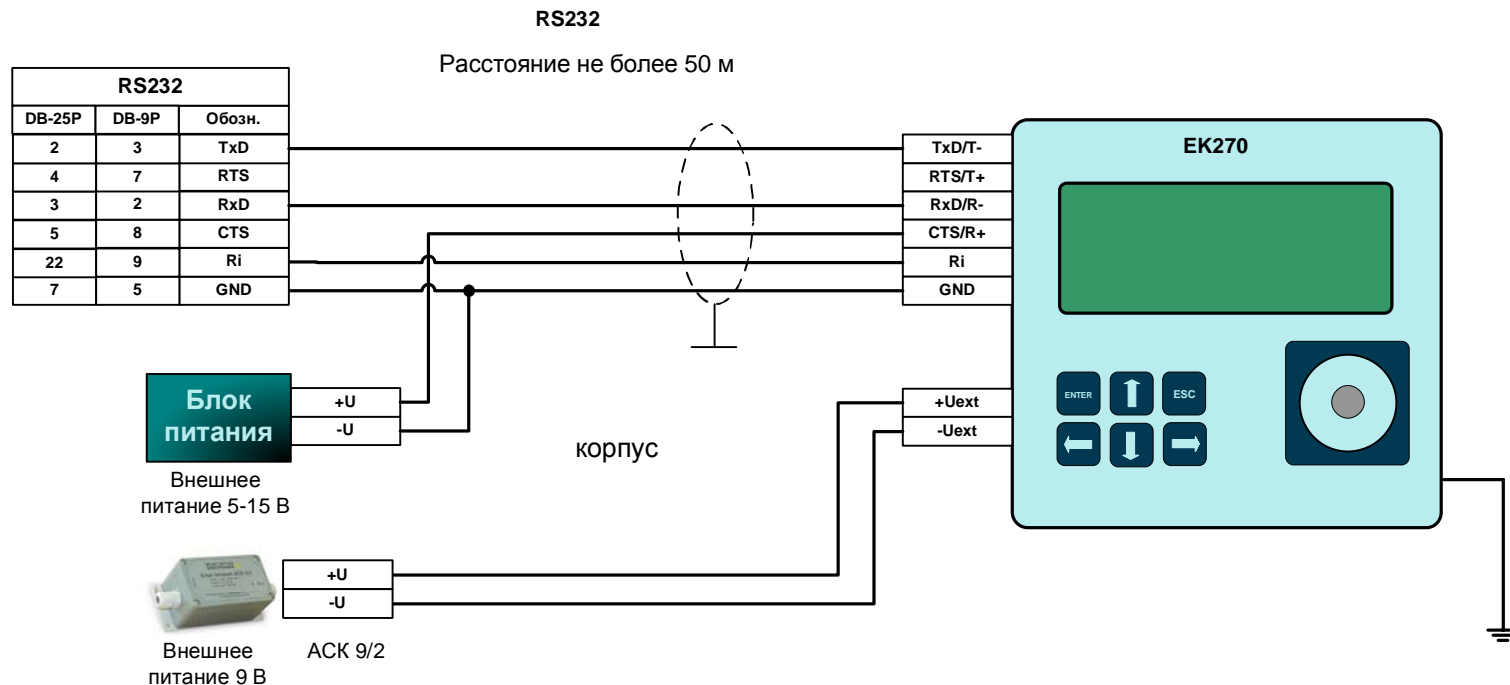 RS232
Расстояние не более 50 м
RS232
DB-25P DB-9P Обозн.
2 3 TxD
4 7 RTS
3 2 RxD
5 8 CTS
22 9 Ri
7 5 GND
TxD/T-
RTS/T+
RxD/R-
CTS/R+
Ri
GND
EK270
ENTER
ESC
+Uext
-Uext
Блок
питания
+U
-U
Внешнее
питание 5-15 В
корпус
+U
-U
Внешнее
питание 9 В
АСК 9/2